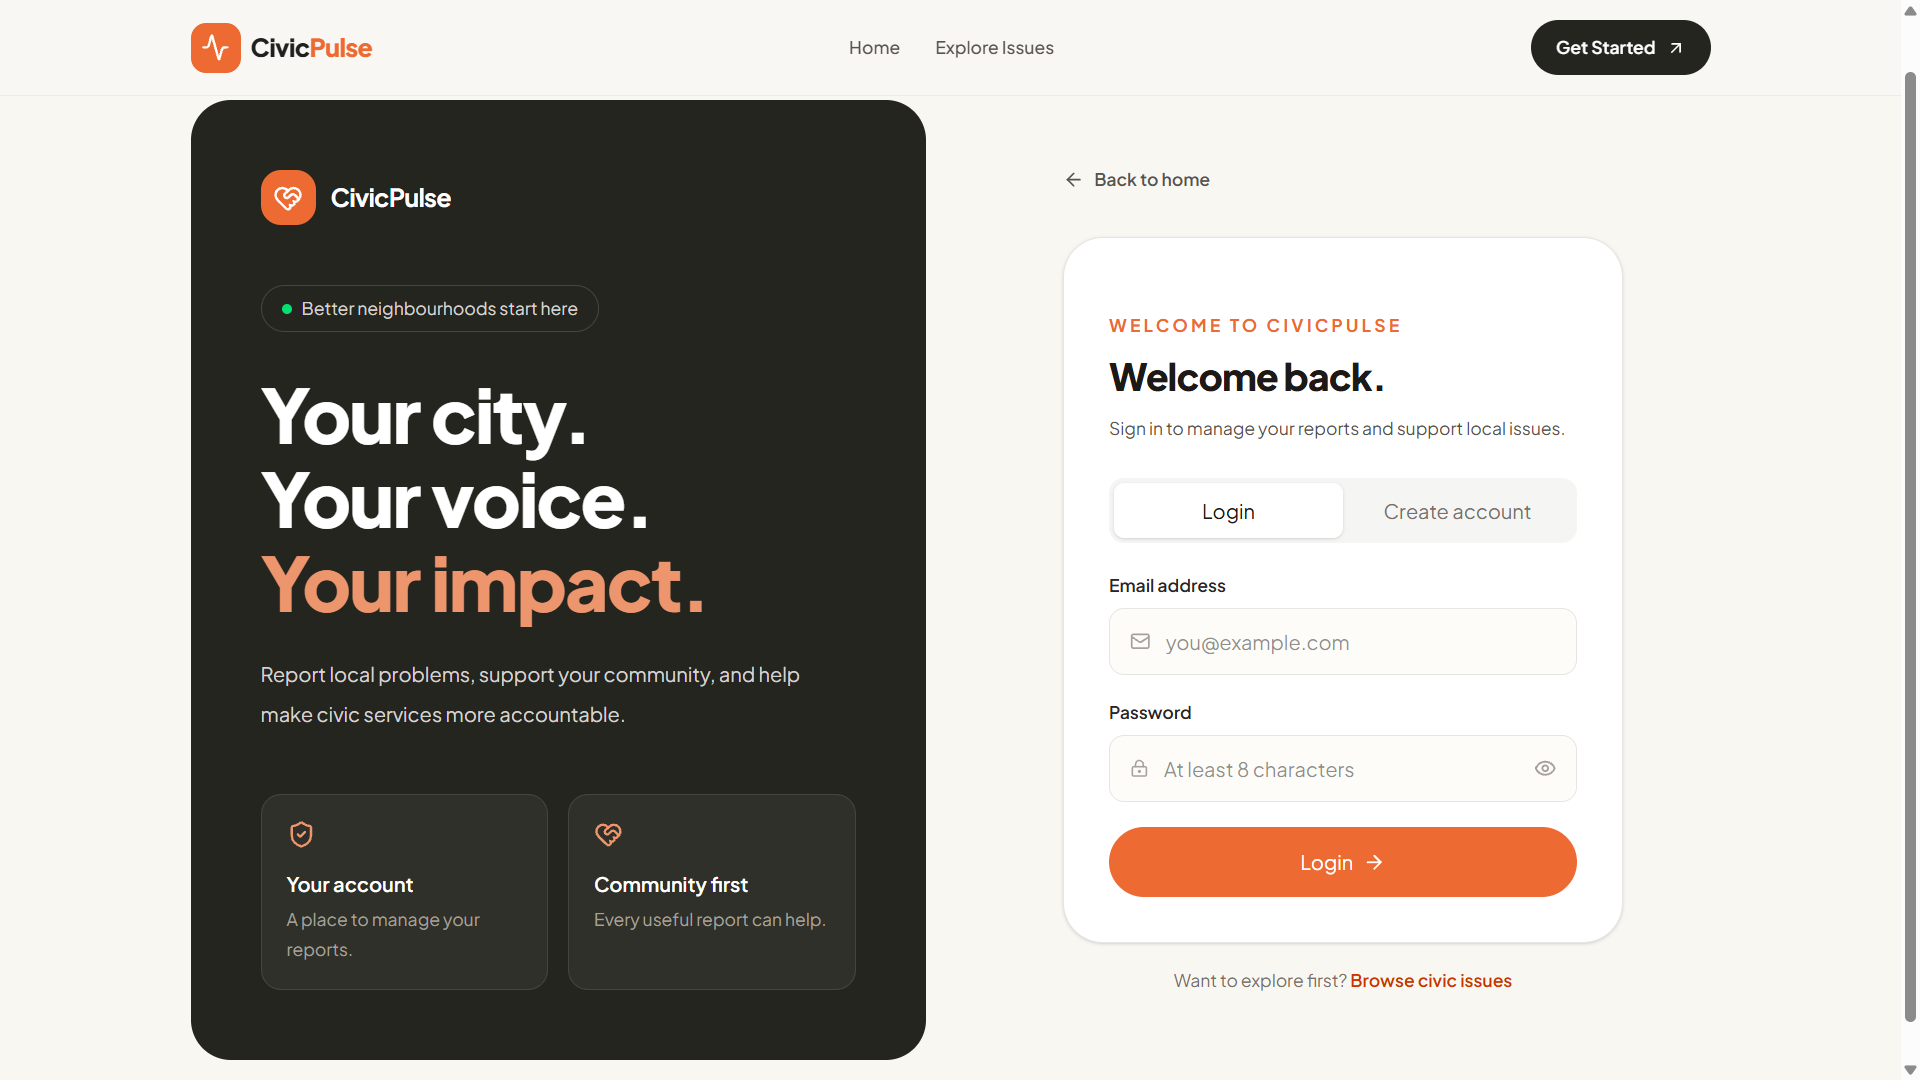 CivicPulse
Home
Explore Issues
Get Started
CivicPulse
Better neighbourhoods start here
Your city.
Your voice.
Your impact.
Report local problems, support your community, and help
make civic services more accountable.
Your account
A place to manage your
reports.
Community first
Every useful report can help.
Back to home
WELCOME TO CIVICPULSE
Welcome back.
Sign in to manage your reports and support local issues.
Login
Create account
Email address
you@example.com
Password
At least 8 characters
Login
Want to explore first? Browse civic issues